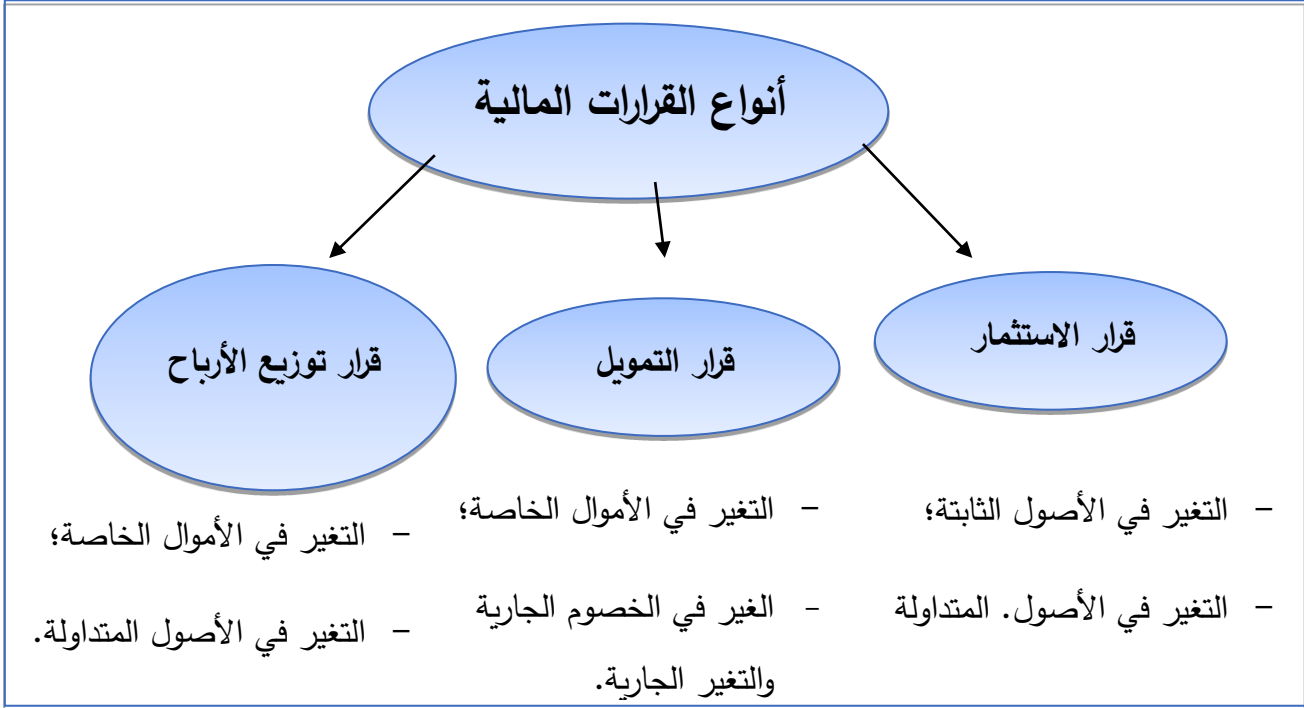 أنواع القرارات المالية
قرار الاستثمار
قرار التمويل
قرار توزيع الأرباح
- التغير في الأصول الثابتة؛
- التغير في الأصول. المتداولة
- التغير في الأموال الخاصة؛
- الغير في الخصوم الجارية
والتغير الجارية.
- التغير في الأموال الخاصة؛
- التغير في الأصول المتداولة.